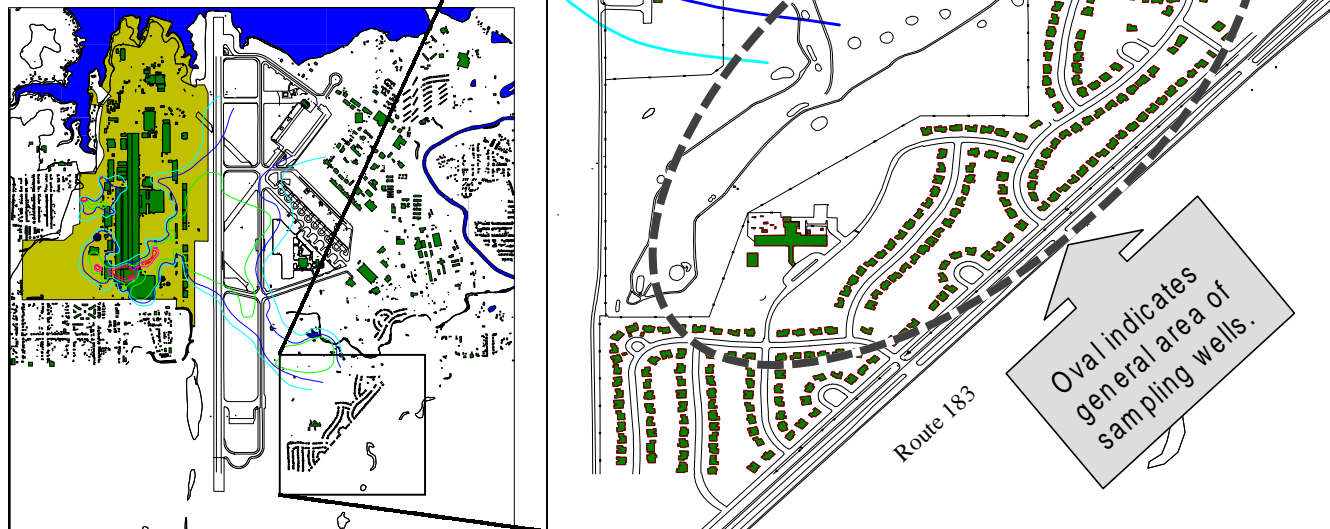 Route 183
Oval indicates
general area of
sampling wells.